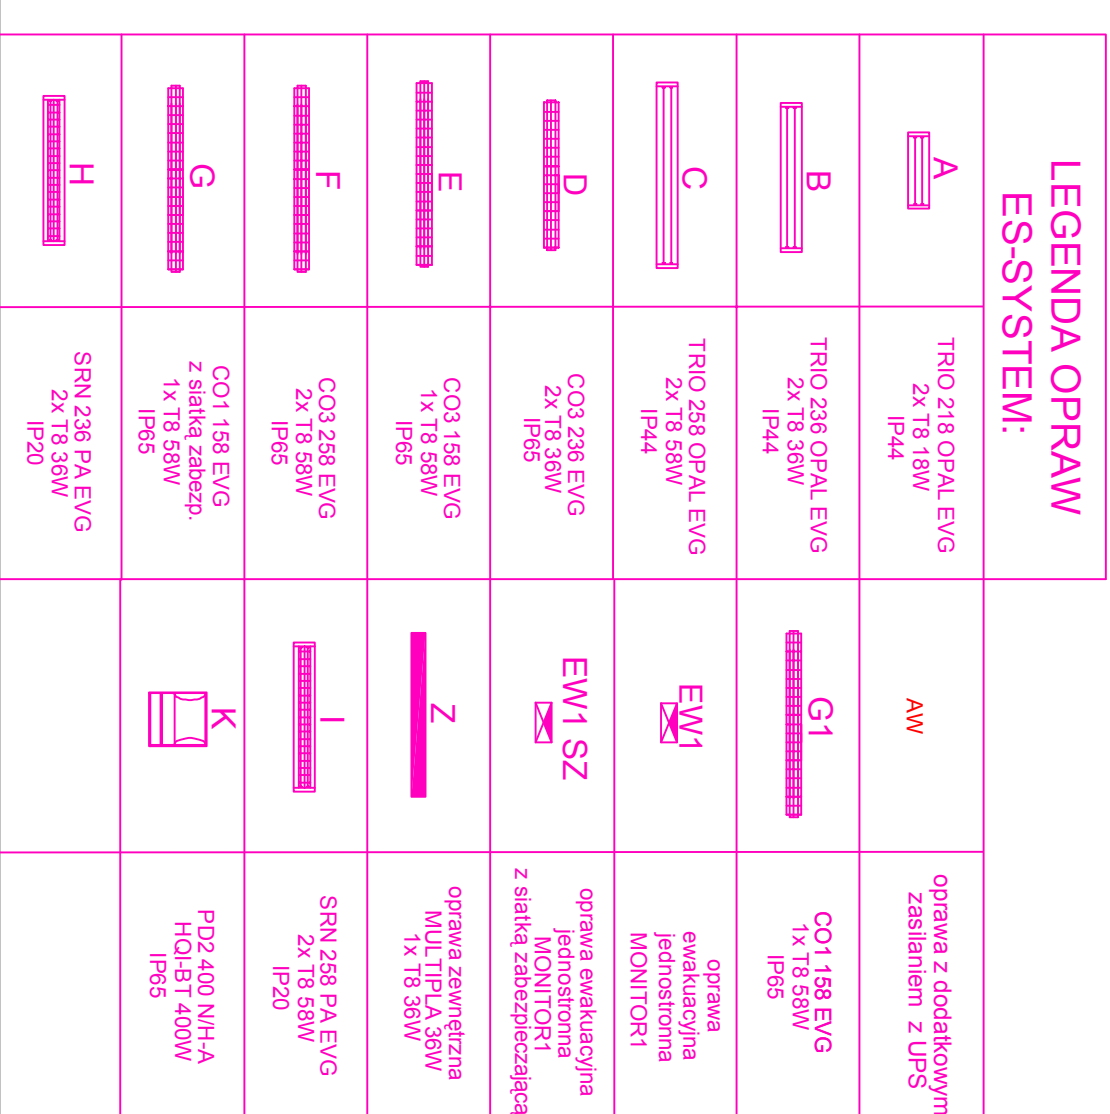 LEGENDA OPRAW
ES-SYSTEM:
A
TRIO 218 OPAL EVG
2x T8 18W
IP44
AW
oprawa z dodatkowym
zasilaniem z UPS
B
TRIO 236 OPAL EVG
2x T8 36W
IP44
G1
CO1 158 EVG
1x T8 58W
IP65
C
TRIO 258 OPAL EVG
2x T8 58W
IP44
EW1
oprawa
ewakuacyjna
jednostronna
MONITOR1
D
CO3 236 EVG
2x T8 36W
IP65
EW1 SZ
oprawa ewakuacyjna
jednostronna
MONITOR1
z siatką zabezpieczającą
E
CO3 158 EVG
1x T8 58W
IP65
Z
oprawa zewnętrzna
MULTIPLA 36W
1x T8 36W
F
CO3 258 EVG
2x T8 58W
IP65
I
SRN 258 PA EVG
2x T8 58W
IP20
G
CO1 158 EVG
z siatką zabezp.
1x T8 58W
IP65
K
PD2 400 N/H-A
HQI-BT 400W
IP65
H
SRN 236 PA EVG
2x T8 36W
IP20